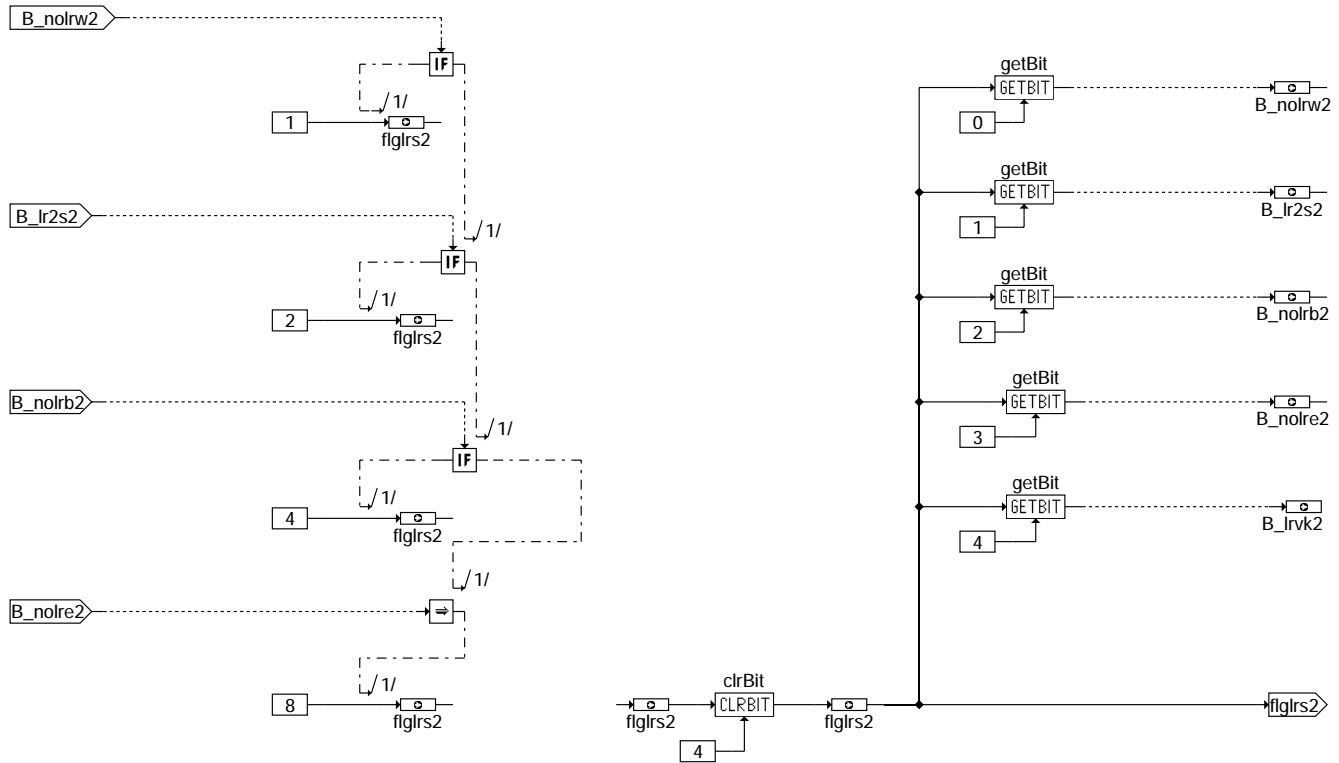 B_nolrw2
IF
/1/
1
flglrs2
B_lr2s2
/1/
IF
/1/
2
flglrs2
B_nolrb2
/1/
IF
/1/
4
flglrs2
/1/
B_nolre2
⇒
/1/
8
flglrs2
getBit
GETBIT
0
B_nolrw2
getBit
GETBIT
1
B_lr2s2
getBit
GETBIT
2
B_nolrb2
getBit
GETBIT
3
B_nolre2
getBit
GETBIT
4
B_lrvk2
clrBit
CLRBIT
flglrs2
flglrs2
flglrs2
4